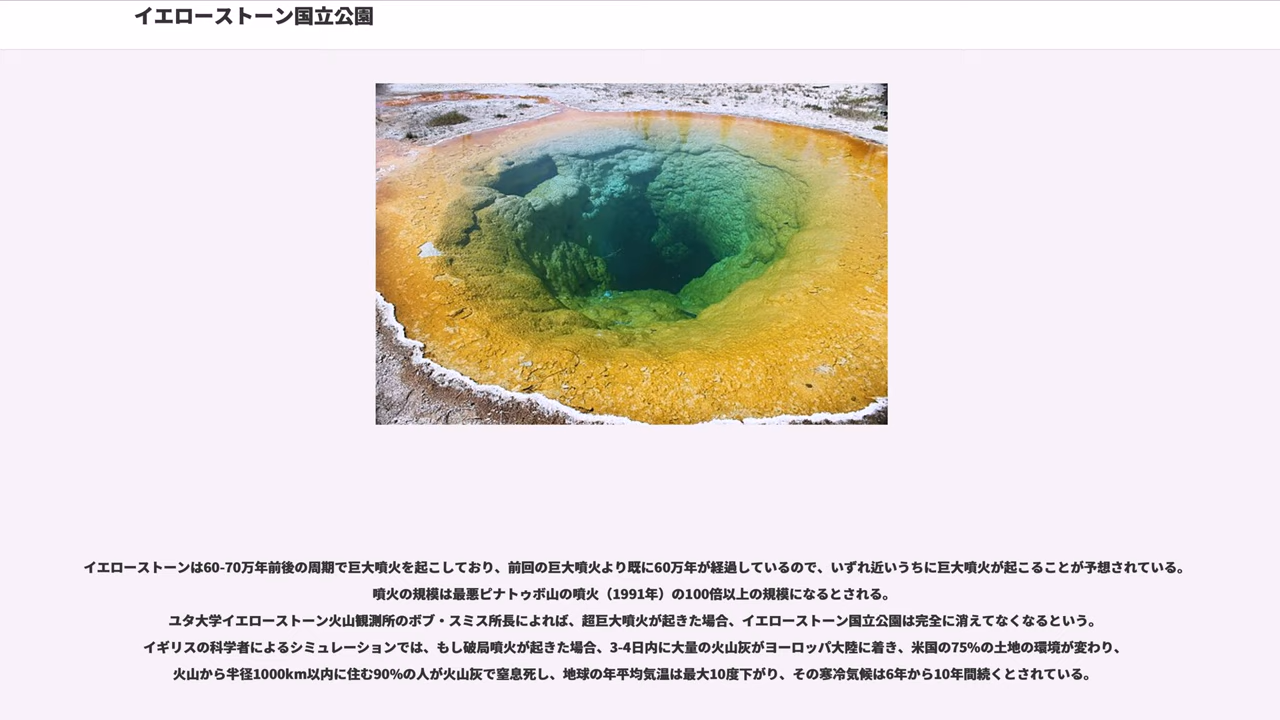 イエローストーン国立公園
イエローストーンは60-70万年前後の周期で巨大噴火を起こしており、前回の巨大噴火より既に60万年が経過しているので、いずれ近いうちに巨大噴火が起こることが予想されている。
噴火の規模は最悪ピナトゥボ山の噴火（1991年）の100倍以上の規模になるとされる。
ユタ大学イエローストーン火山観測所のボブ・スミス所長によれば、超巨大噴火が起きた場合、イエローストーン国立公園は完全に消えてなくなるという。
イギリスの科学者によるシミュレーションでは、もし破局噴火が起きた場合、3-4日内に大量の火山灰がヨーロッパ大陸に着き、米国の75%の土地の環境が変わり、
火山から半径1000km以内に住む90%の人が火山灰で窒息死し、地球の年平均気温は最大10度下がり、その寒冷気候は6年から10年間続くとされている。